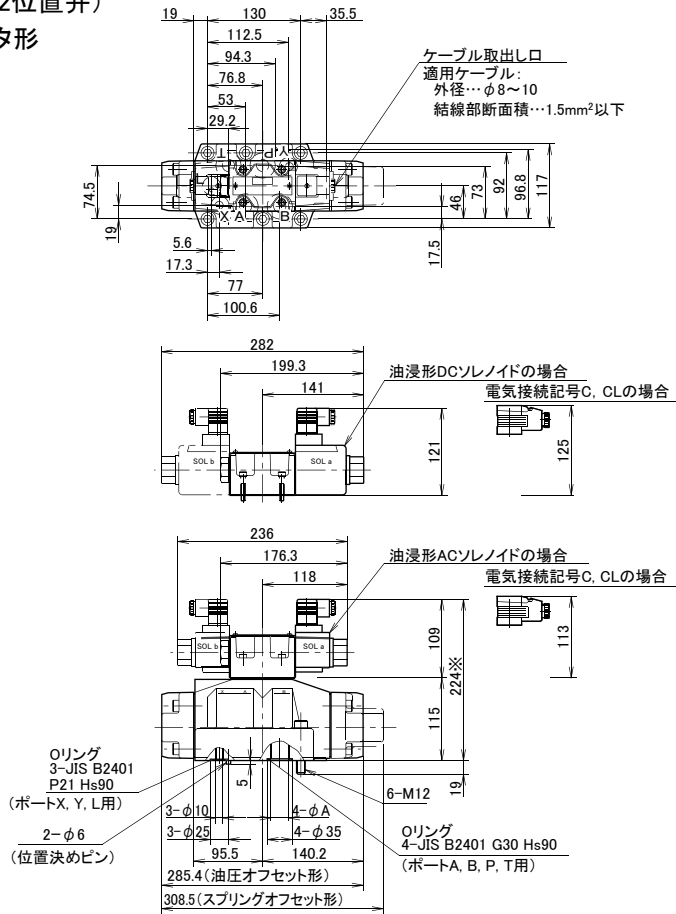 2位置弁）
タ形
19
130
35.5
112.5
94.3
76.8
53
29.2
ケーブル取出し口
適用ケーブル：
外径…φ8～10
結線部断面積…1.5mm²以下
T
Y
P
X
A
B
74.5
19
46
73
92
96.8
117
17.5
5.6
17.3
77
100.6
282
199.3
141
油浸形DCソレノイドの場合
電気接続記号C, CLの場合
SOL b
SOL a
121
125
236
176.3
118
油浸形ACソレノイドの場合
電気接続記号C, CLの場合
SOL b
SOL a
109
224※
113
115
X
A
B
19
5
Oリング
3-JIS B2401
P21 Hs90
（ポートX, Y, L用）
2-φ6
（位置決めピン）
3-φ10
3-φ25
4-φA
4-φ35
6-M12
Oリング
4-JIS B2401 G30 Hs90
（ポートA, B, P, T用）
95.5
140.2
285.4（油圧オフセット形）
308.5（スプリングオフセット形）